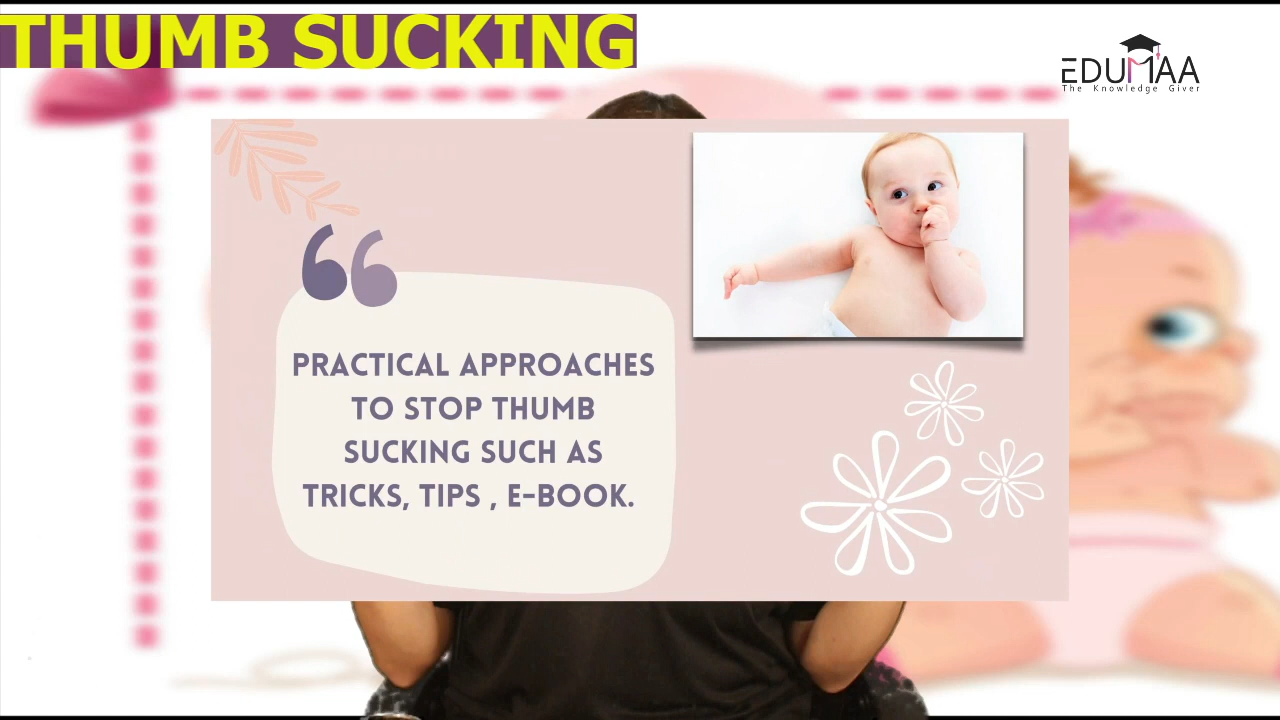 THUMB SUCKING
EDUMAA
The Knowledge Giver
PRACTICAL APPROACHES
TO STOP THUMB
SUCKING SUCH AS
TRICKS, TIPS , E-BOOK.